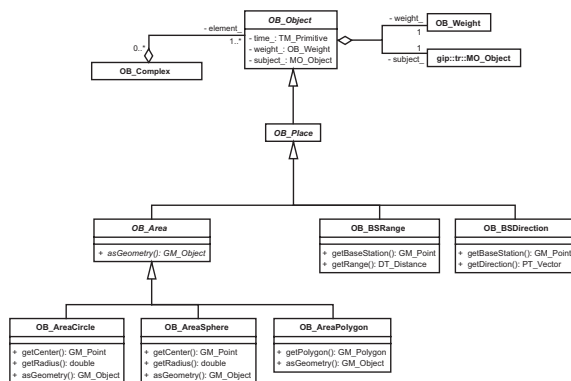 OB_Object
- time_: TM_Primitive
- weight_: OB_Weight
- subject_: MO_Object
- element_
1..*
0..*
OB_Complex
- weight_
1
OB_Weight
1
- subject_
gip::tr::MO_Object
OB_Place
OB_Area
+ asGeometry(): GM_Object
OB_BSRange
+ getBaseStation(): GM_Point
+ getRange(): DT_Distance
OB_BSDirection
+ getBaseStation(): GM_Point
+ getDirection(): PT_Vector
OB_AreaCircle
+ getCenter(): GM_Point
+ getRadius(): double
+ asGeometry(): GM_Object
OB_AreaSphere
+ getCenter(): GM_Point
+ getRadius(): double
+ asGeometry(): GM_Object
OB_AreaPolygon
+ getPolygon(): GM_Polygon
+ asGeometry(): GM_Object